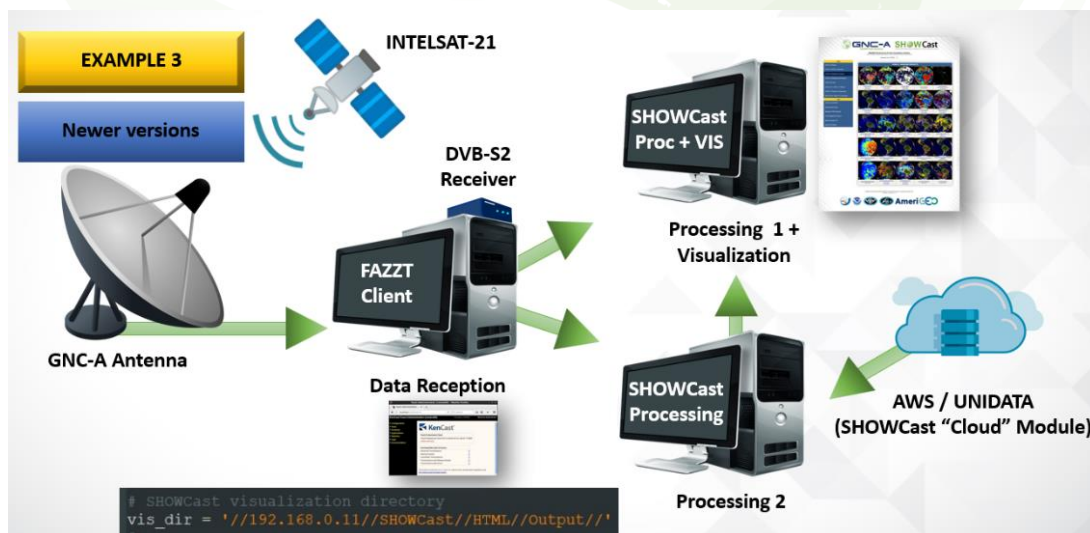 EXAMPLE 3
Newer versions
INTELSAT-21
DVB-S2
Receiver
FAZZT
Client
GNC-A Antenna
Data Reception
KenCast
SHOWCast
Proc + VIS
Processing 1 +
Visualization
GNC-A SHOWCast
AmeriGEO
SHOWCast
Processing
Processing 2
AWS / UNIDATA
(SHOWCast “Cloud” Module)
# SHOWCast visualization directory
vis_dir = '//192.168.0.11//SHOWCast//HTML//Output//'